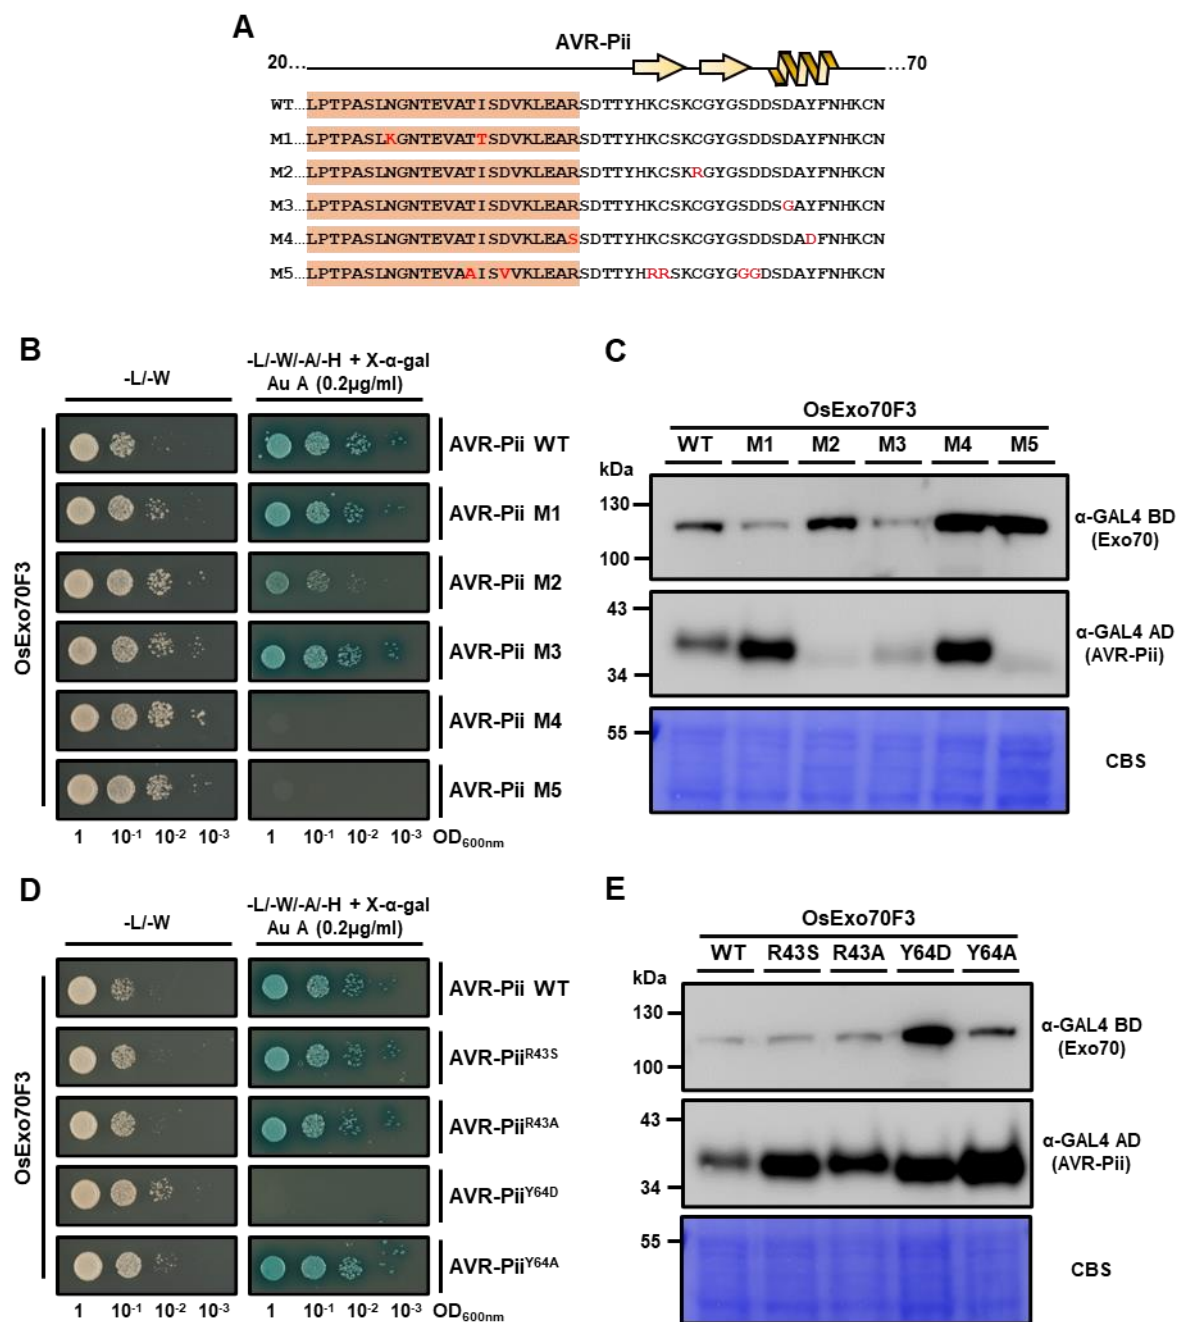 A
AVR-Pii
20... ...70
WT...LPTPASLNGNTEVATISDVKLEARSDTTYHKCSKCGYGSDDSDAYFNHKCN
M1...LPTPASLKGNTEVATTSDVKLEARSDTTYHKCSKCGYGSDDSDAYFNHKCN
M2...LPTPASLNGNTEVATISDVKLEARSDTTYHKCSKRGYGSDDSDAYFNHKCN
M3...LPTPASLNGNTEVATISDVKLEARSDTTYHKCSKCGYGSDDSGAYFNHKCN
M4...LPTPASLNGNTEVATISDVKLEASSDTTYHKCSKCGYGSDDSDADFNHKCN
M5...LPTPASLNGNTEVAAISVVKLEARSDTTYHRRSKCGYGGGDSDAYFNHKCN
B
-L/-W
-L/-W/-A/-H + X-α-gal
Au A (0.2µg/ml)
OsExo70F3
AVR-Pii WT
AVR-Pii M1
AVR-Pii M2
AVR-Pii M3
AVR-Pii M4
AVR-Pii M5
1 10-1 10-2 10-3 1 10-1 10-2 10-3 OD600nm
C
OsExo70F3
WT M1 M2 M3 M4 M5
kDa
130
100
α-GAL4 BD
(Exo70)
43
34
α-GAL4 AD
(AVR-Pii)
55
CBS
D
-L/-W
-L/-W/-A/-H + X-α-gal
Au A (0.2µg/ml)
OsExo70F3
AVR-Pii WT
AVR-PiiR43S
AVR-PiiR43A
AVR-PiiY64D
AVR-PiiY64A
1 10-1 10-2 10-3 1 10-1 10-2 10-3 OD600nm
E
OsExo70F3
WT R43S R43A Y64D Y64A
kDa
130
100
α-GAL4 BD
(Exo70)
43
34
α-GAL4 AD
(AVR-Pii)
55
CBS